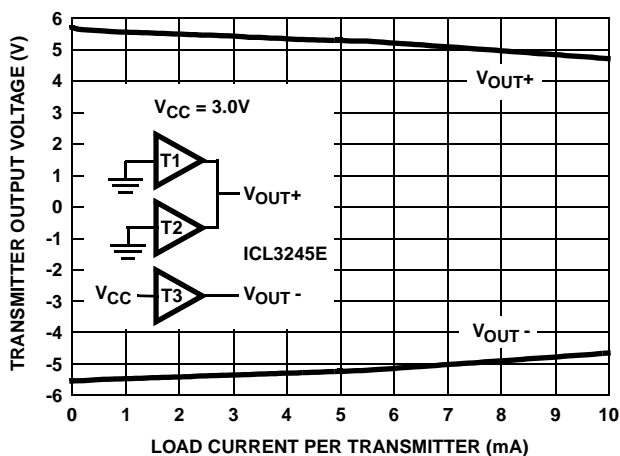 TRANSMITTER OUTPUT VOLTAGE (V)
6
5
4
3
2
1
0
-1
-2
-3
-4
-5
-6
VOUT+
VCC = 3.0V
T1
VOUT+
T2
ICL3245E
VCC
T3
VOUT -
VOUT -
0 1 2 3 4 5 6 7 8 9 10
LOAD CURRENT PER TRANSMITTER (mA)